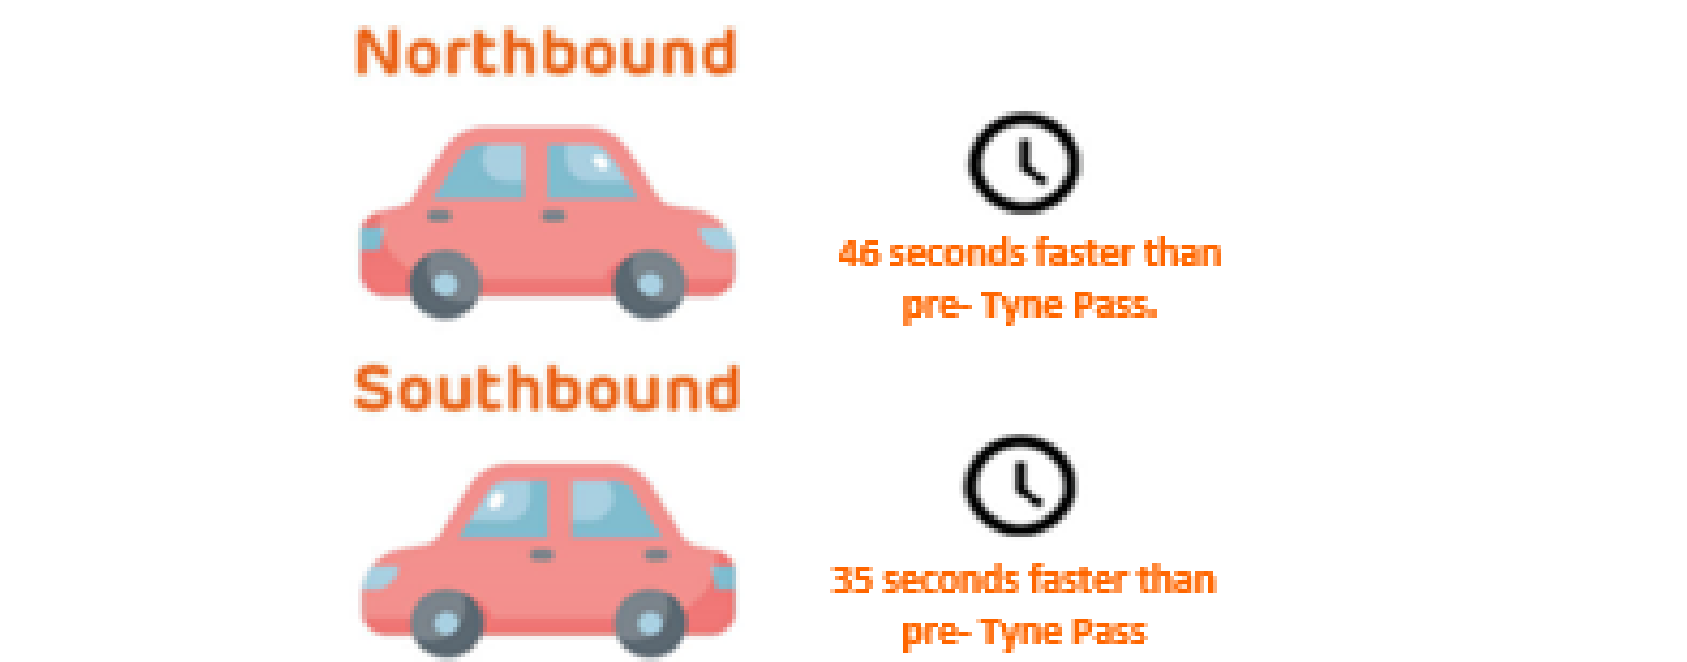 Northbound
46 seconds faster than
pre- Tyne Pass.
Southbound
35 seconds faster than
pre- Tyne Pass